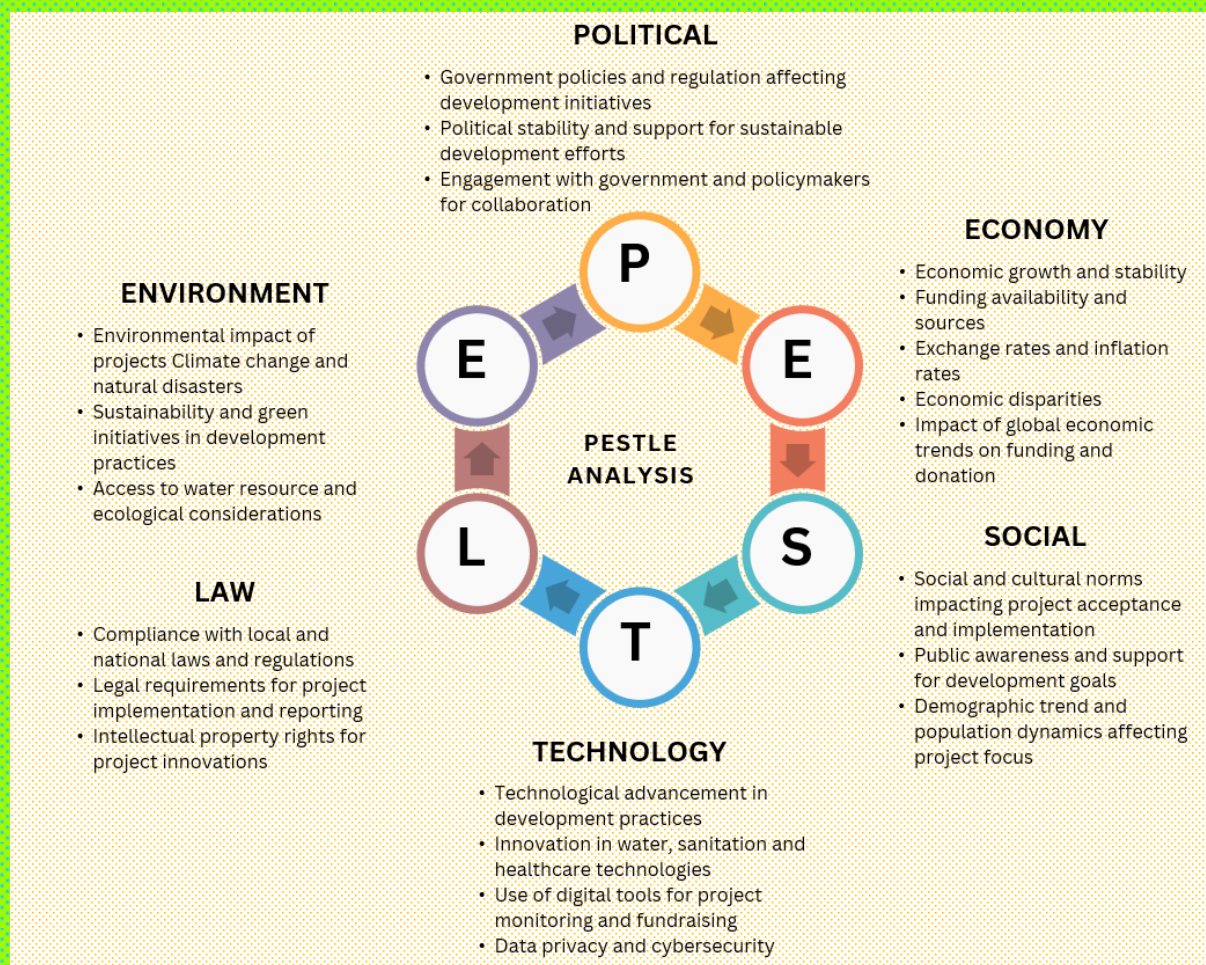 POLITICAL
• Government policies and regulation affecting
development initiatives
• Political stability and support for sustainable
development efforts
• Engagement with government and policymakers
for collaboration
P
ECONOMY
• Economic growth and stability
• Funding availability and
sources
• Exchange rates and inflation
rates
• Economic disparities
• Impact of global economic
trends on funding and
donation
E
SOCIAL
• Social and cultural norms
impacting project acceptance
and implementation
• Public awareness and support
for development goals
• Demographic trend and
population dynamics affecting
project focus
S
TECHNOLOGY
• Technological advancement in
development practices
• Innovation in water, sanitation and
healthcare technologies
• Use of digital tools for project
monitoring and fundraising
• Data privacy and cybersecurity
T
LAW
• Compliance with local and
national laws and regulations
• Legal requirements for project
implementation and reporting
• Intellectual property rights for
project innovations
L
ENVIRONMENT
• Environmental impact of
projects Climate change and
natural disasters
• Sustainability and green
initiatives in development
practices
• Access to water resource and
ecological considerations
E
PESTLE
ANALYSIS